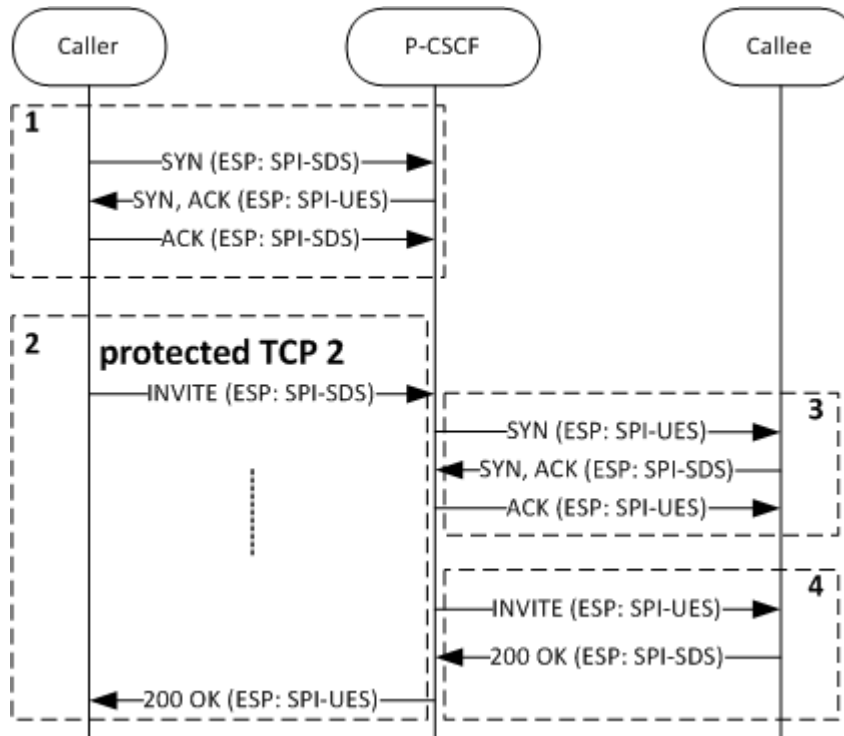 Caller P-CSCF Callee
1
SYN (ESP: SPI-SDS)
SYN, ACK (ESP: SPI-UES)
ACK (ESP: SPI-SDS)
2
protected TCP 2
INVITE (ESP: SPI-SDS)
3
SYN (ESP: SPI-UES)
SYN, ACK (ESP: SPI-SDS)
ACK (ESP: SPI-UES)
4
INVITE (ESP: SPI-UES)
200 OK (ESP: SPI-SDS)
200 OK (ESP: SPI-UES)